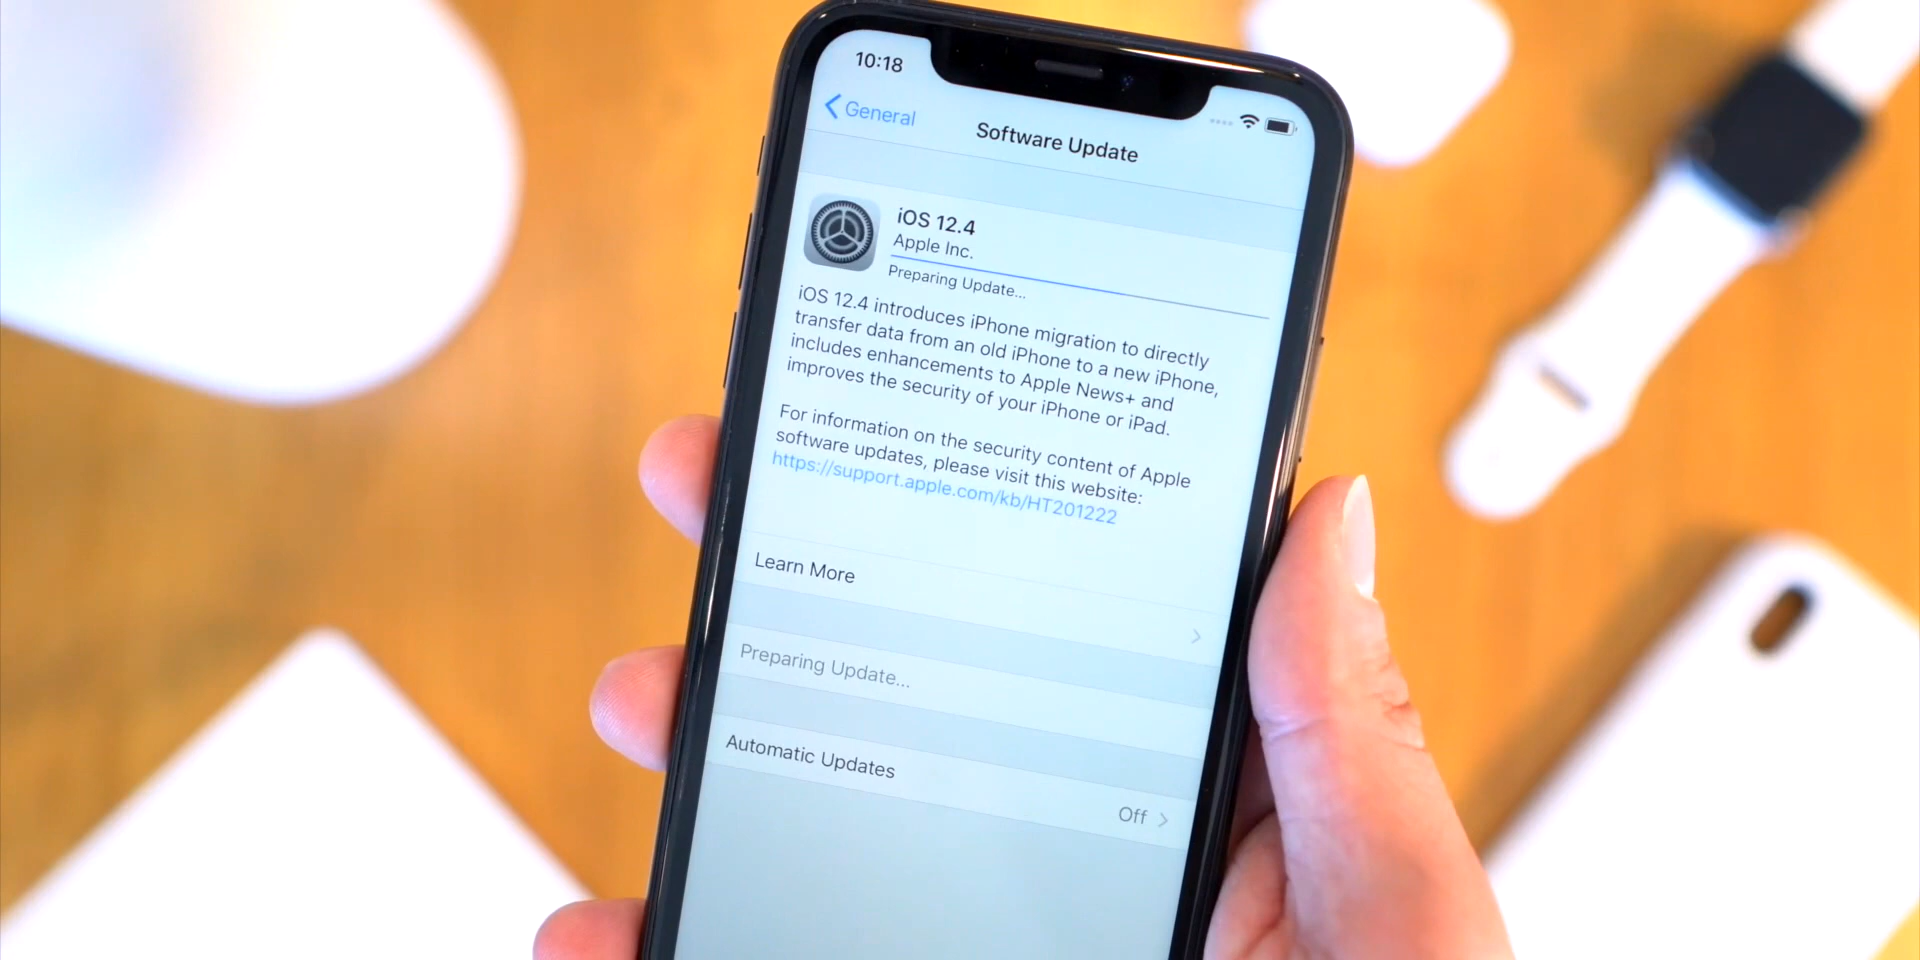 10:18
General
Software Update
iOS 12.4
Apple Inc.
Preparing Update...
iOS 12.4 introduces iPhone migration to directly
transfer data from an old iPhone to a new iPhone,
includes enhancements to Apple News+ and
improves the security of your iPhone or iPad.
For information on the security content of Apple
software updates, please visit this website:
https://support.apple.com/kb/HT201222
Learn More
Preparing Update...
Automatic Updates
Off